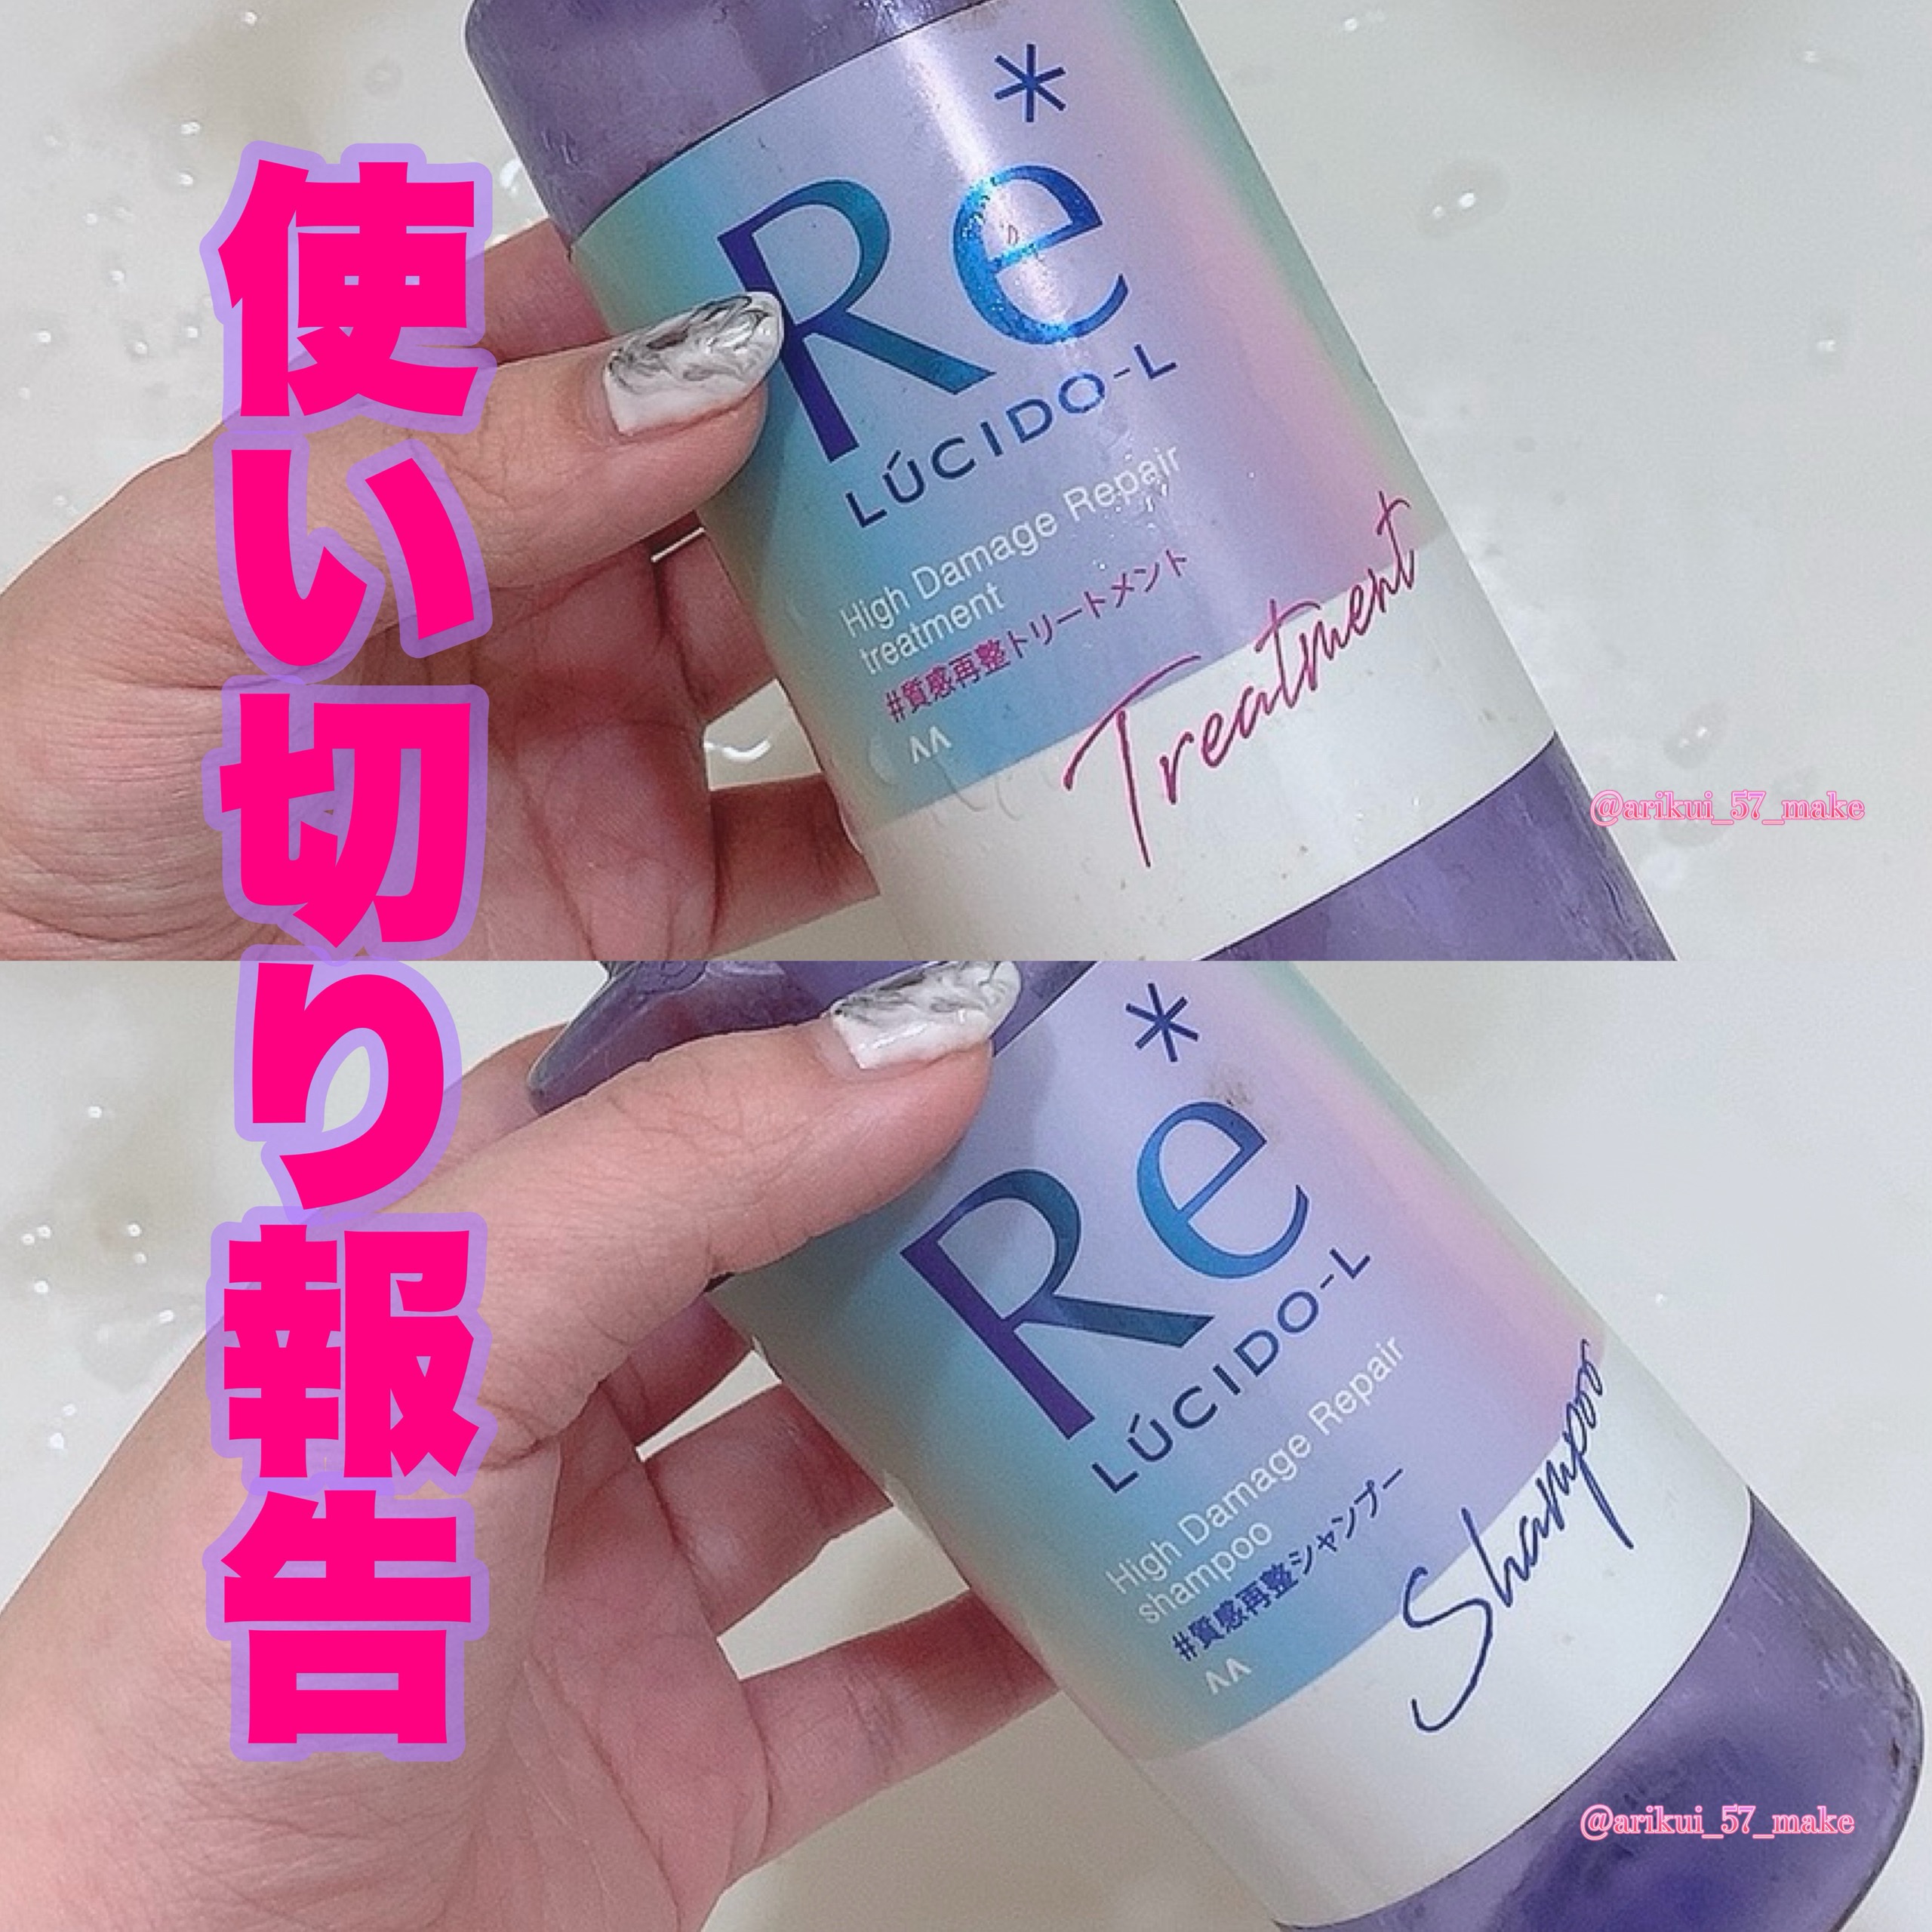 使い切り報告
*
Re
LÚCIDO-L
High Damage Repair
treatment
#質感再整トリートメント
Treatment
@arikui_57_make
*
Re
LÚCIDO-L
High Damage Repair
shampoo
#質感再整シャンプー
Shampoo
@arikui_57_make